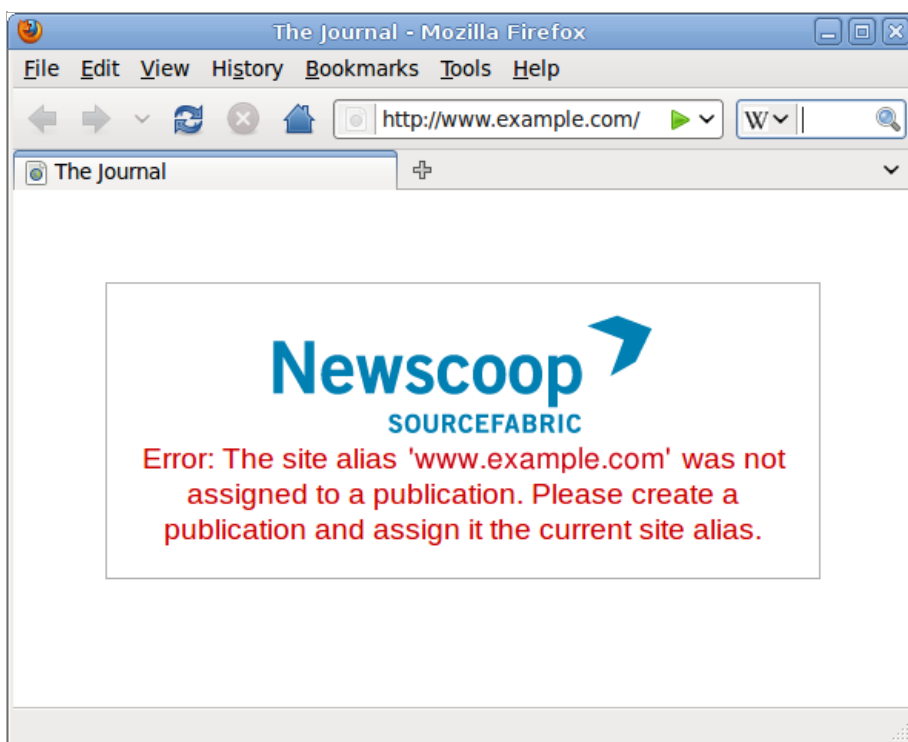 The Journal - Mozilla Firefox
File Edit View History Bookmarks Tools Help
http://www.example.com/ W
The Journal
Newscoop
SOURCEFABRIC
Error: The site alias 'www.example.com' was not
assigned to a publication. Please create a
publication and assign it the current site alias.